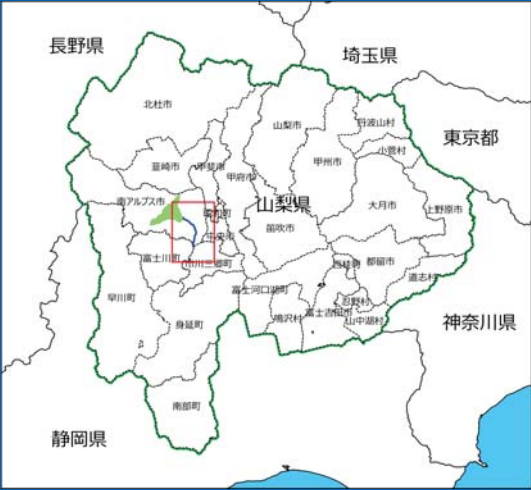 長野県
埼玉県
北杜市
山梨市
丹波山村
東京都
小菅村
韮崎市
甲斐市
甲府市
甲州市
南アルプス市
昭和町
山梨県
大月市
上野原市
中央市
笛吹市
富士川町
市川三郷町
西桂町
都留市
道志村
早川町
富士河口湖町
忍野村
鳴沢村
富士吉田市
山中湖村
身延町
神奈川県
南部町
静岡県